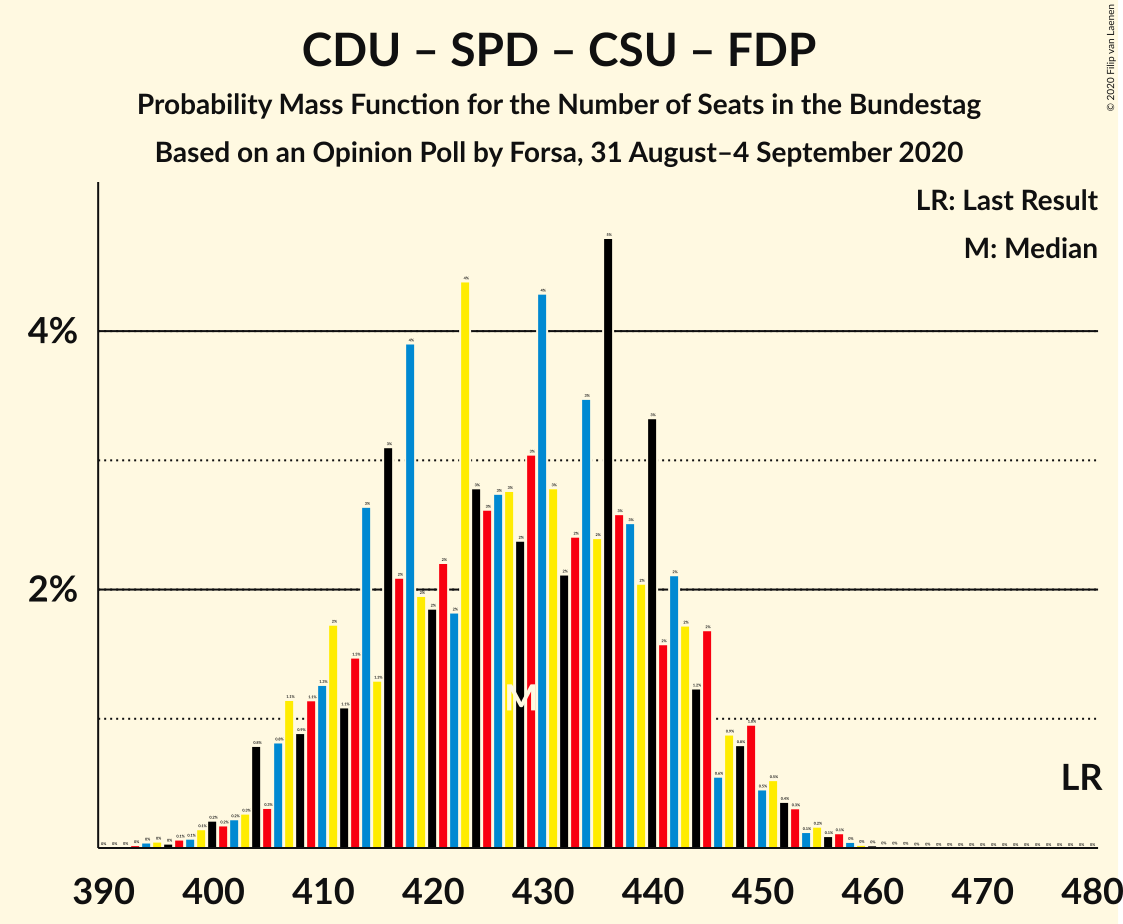 CDU – SPD – CSU – FDP
Probability Mass Function for the Number of Seats in the Bundestag
Based on an Opinion Poll by Forsa, 31 August–4 September 2020
© 2020 Filip van Laenen
LR: Last Result
M: Median
4%
2%
M
LR
390 400 410 420 430 440 450 460 470 480